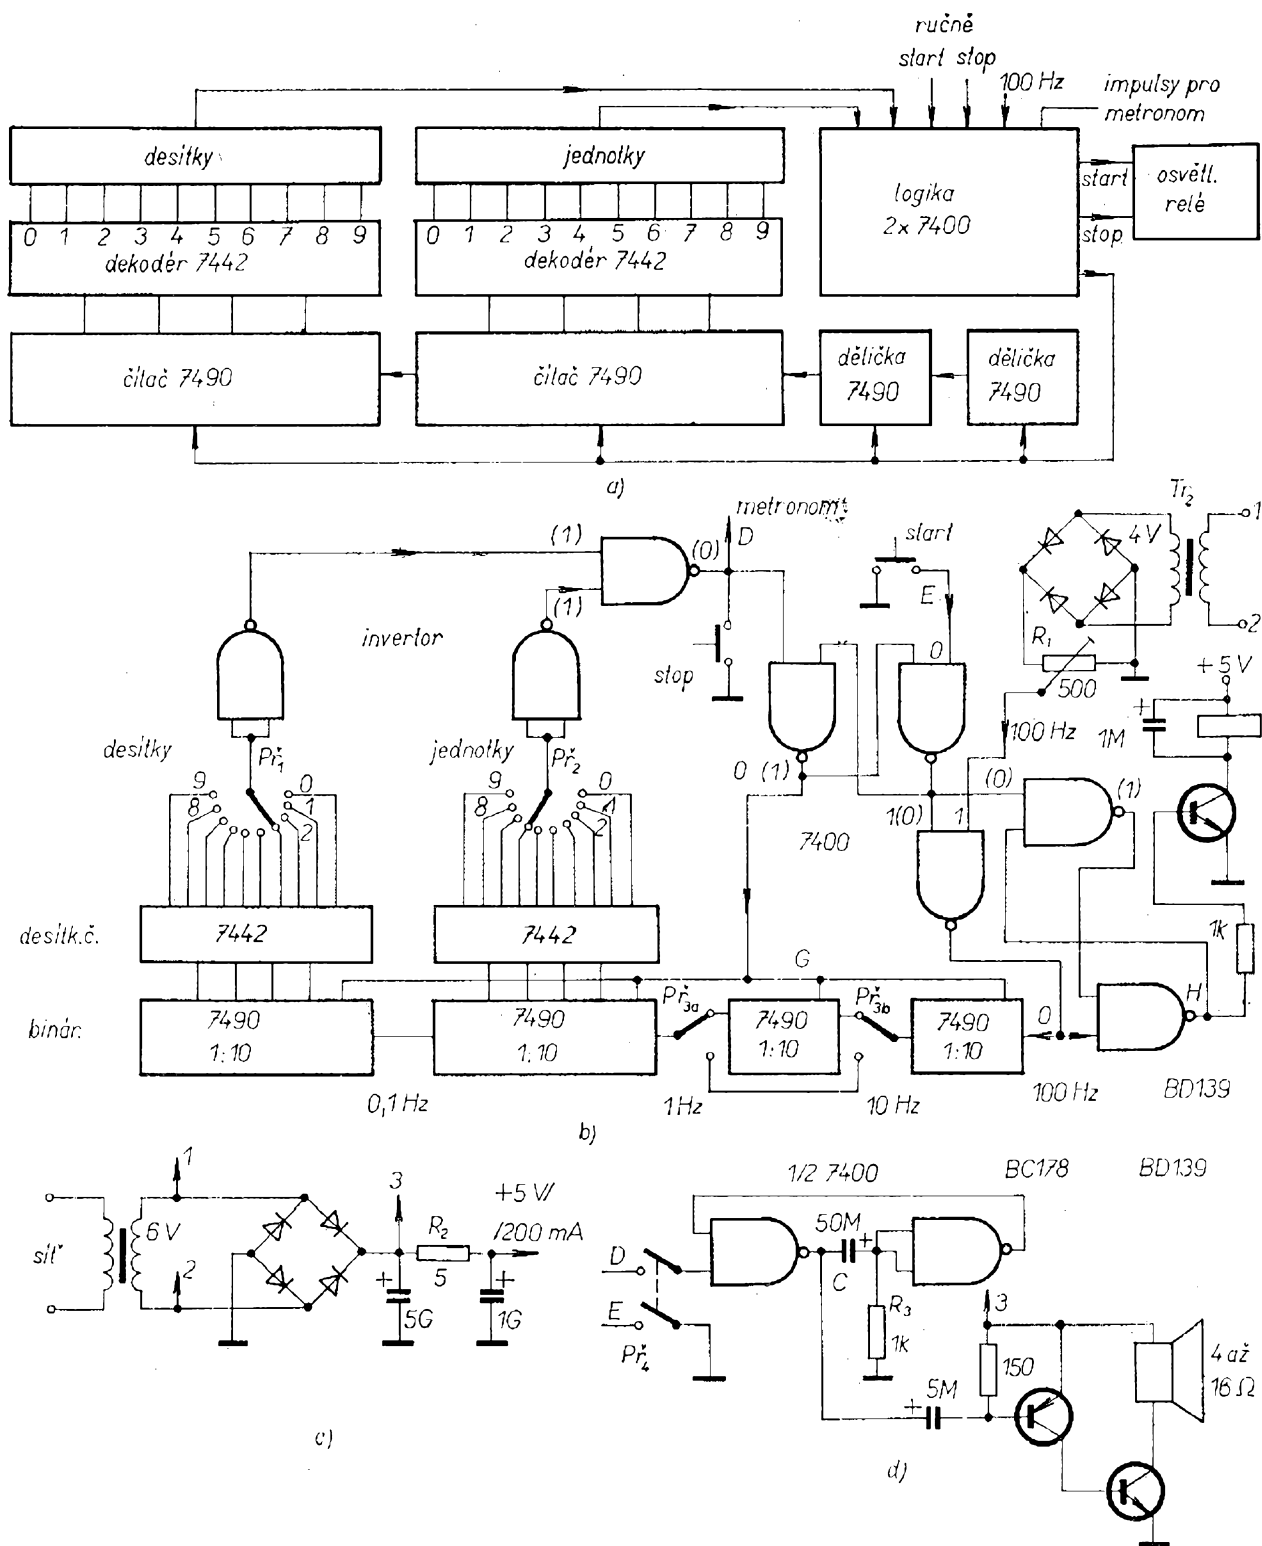 ručně
start stop
100 Hz
impulsy pro
metronom
desítky
jednotky
logika
2x 7400
start
stop
osvětl.
relé
0 1 2 3 4 5 6 7 8 9
dekodér 7442
0 1 2 3 4 5 6 7 8 9
dekodér 7442
čítač 7490
čítač 7490
dělička
7490
dělička
7490
a)
metronom
D
(1)
(0)
(1)
start
E
Tr2
4V
1
2
invertor
stop
R1
500
+5V
+
1M
100 Hz
desítky
Př1
jednotky
Př2
0
0 (1)
1(0)
1
(0)
(1)
7400
9
8
0
1
2
9
8
0
1
2
desítk.č.
7442
7442
1k
G
Př3a
Př3b
H
0
binár.
7490
1:10
7490
1:10
7490
1:10
7490
1:10
0,1 Hz
1 Hz
10 Hz
100 Hz
BD139
b)
síť
6V
1
2
3
R2
5
+5V/
/200 mA
+
5G
+
1G
c)
1/2 7400
BC178
BD139
D
E
Př4
50M
+
C
R3
1k
3
150
5M
+
4 až
16 Ω
d)